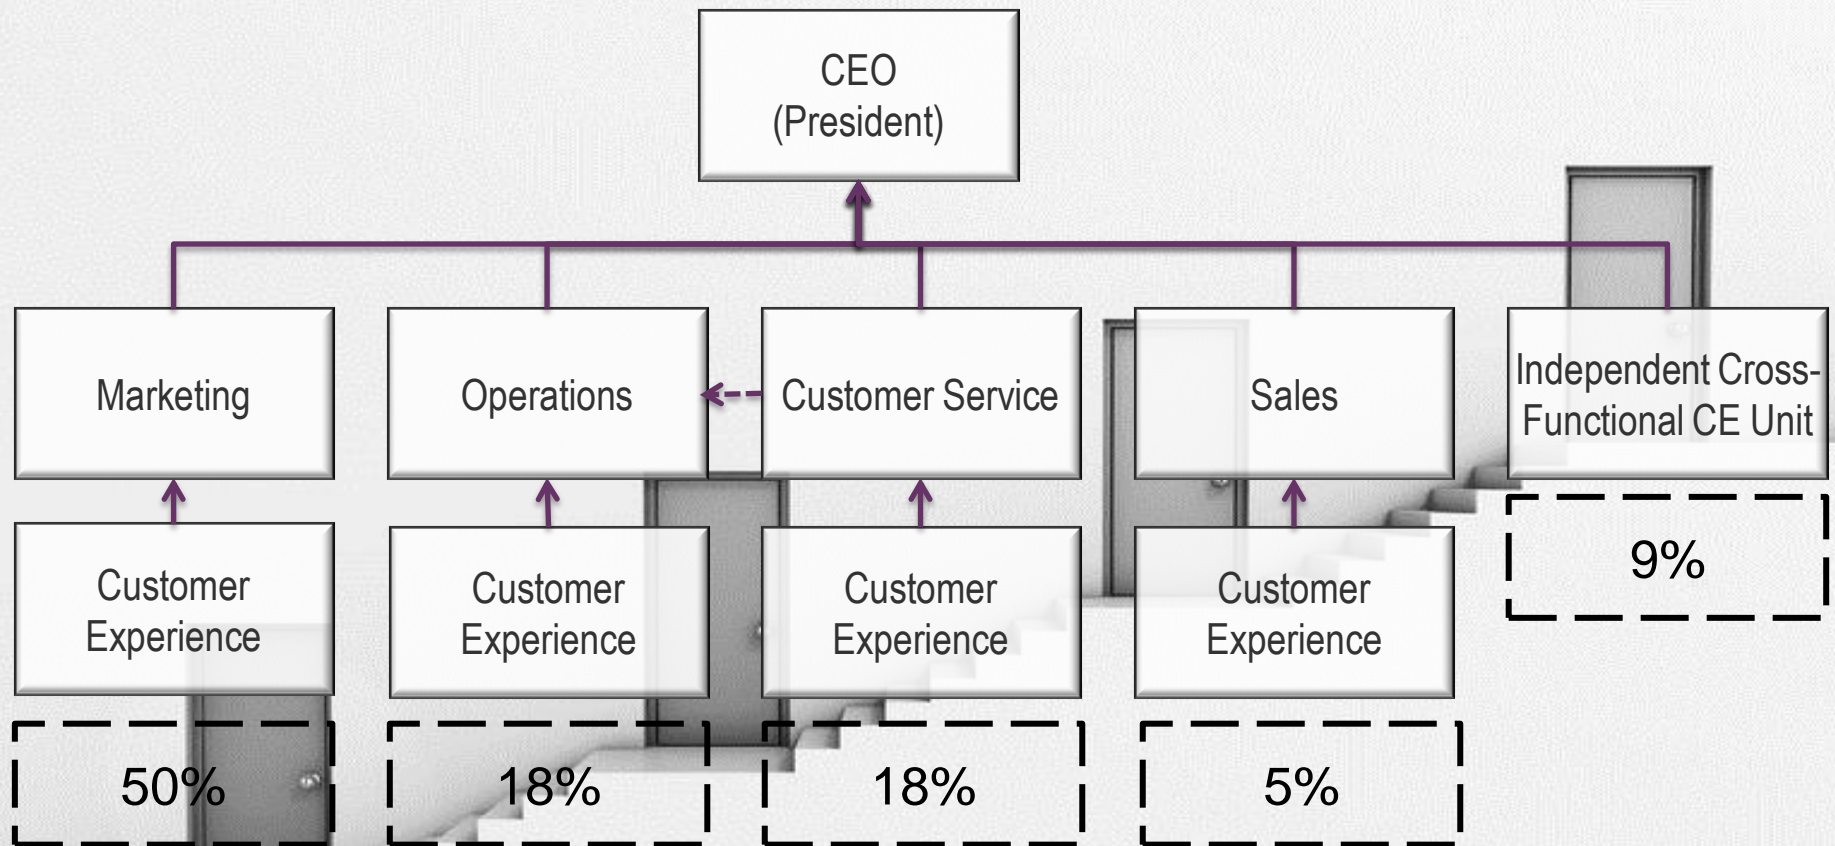 CEO
(President)
Marketing
Operations
Customer Service
Sales
Independent Cross-
Functional CE Unit
Customer
Experience
Customer
Experience
Customer
Experience
Customer
Experience
9%
50%
18%
18%
5%